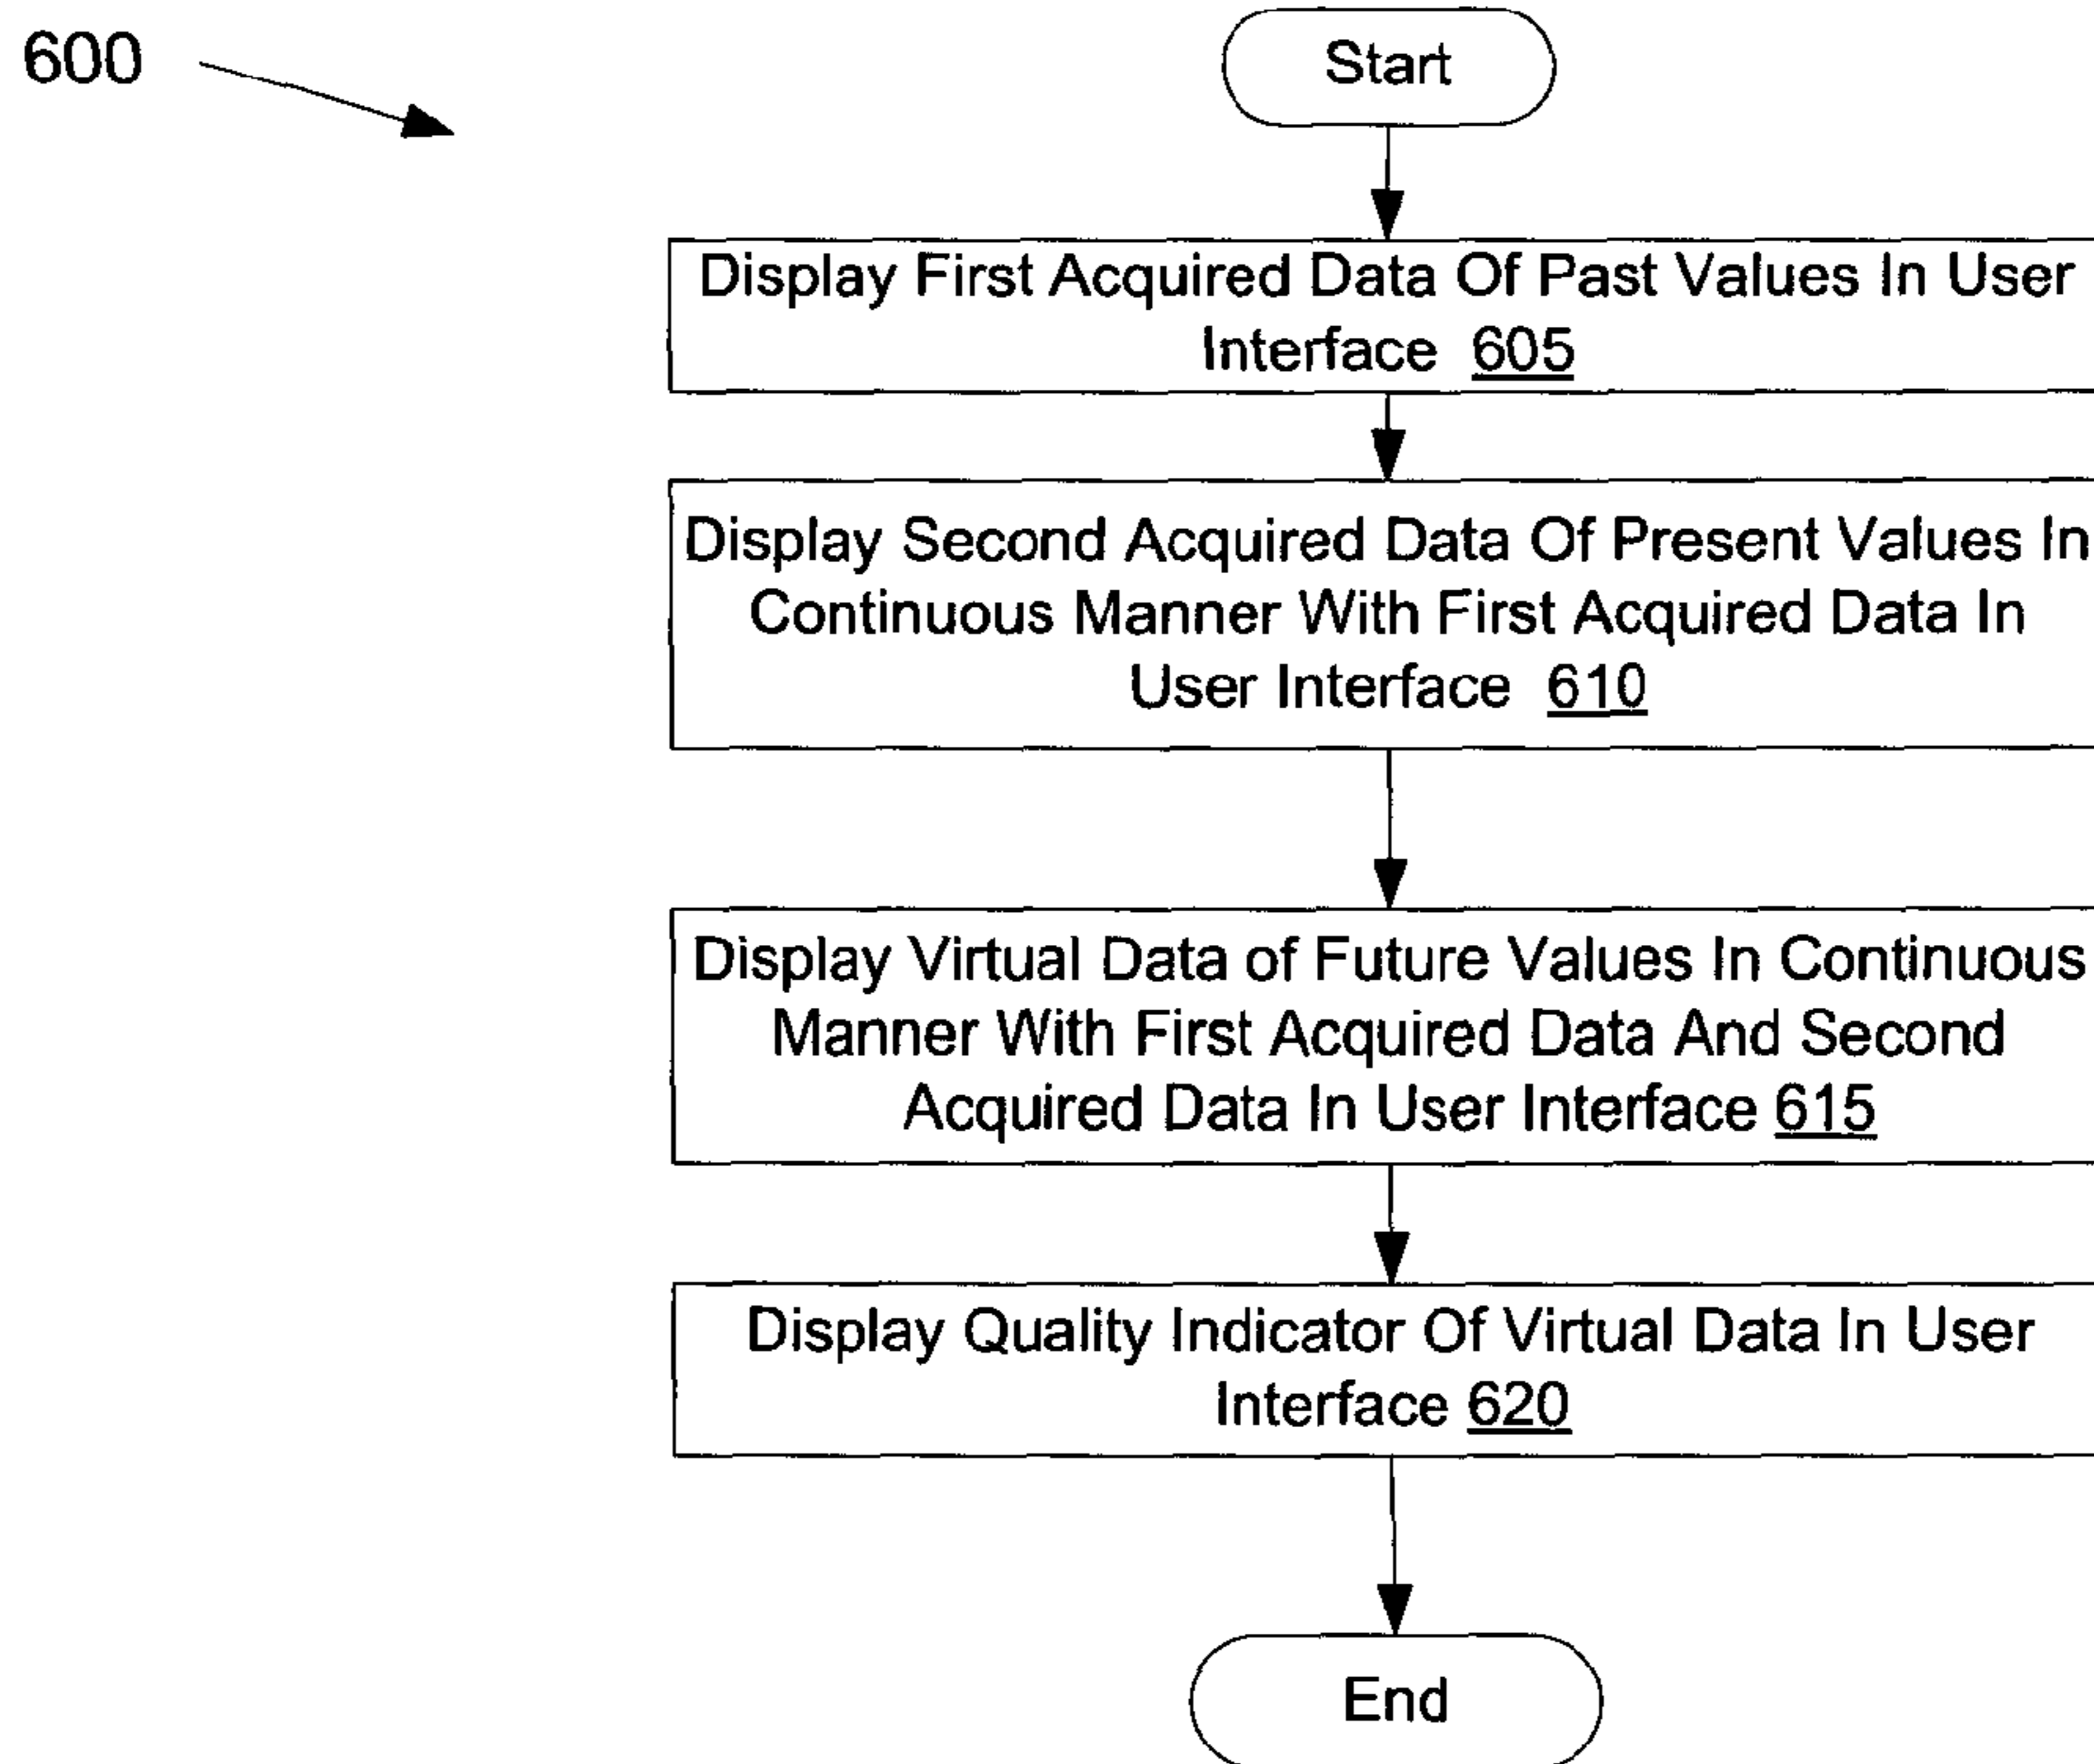 600
Start
Display First Acquired Data Of Past Values In User
Interface 605
Display Second Acquired Data Of Present Values In
Continuous Manner With First Acquired Data In
User Interface 610
Display Virtual Data of Future Values In Continuous
Manner With First Acquired Data And Second
Acquired Data In User Interface 615
Display Quality Indicator Of Virtual Data In User
Interface 620
End